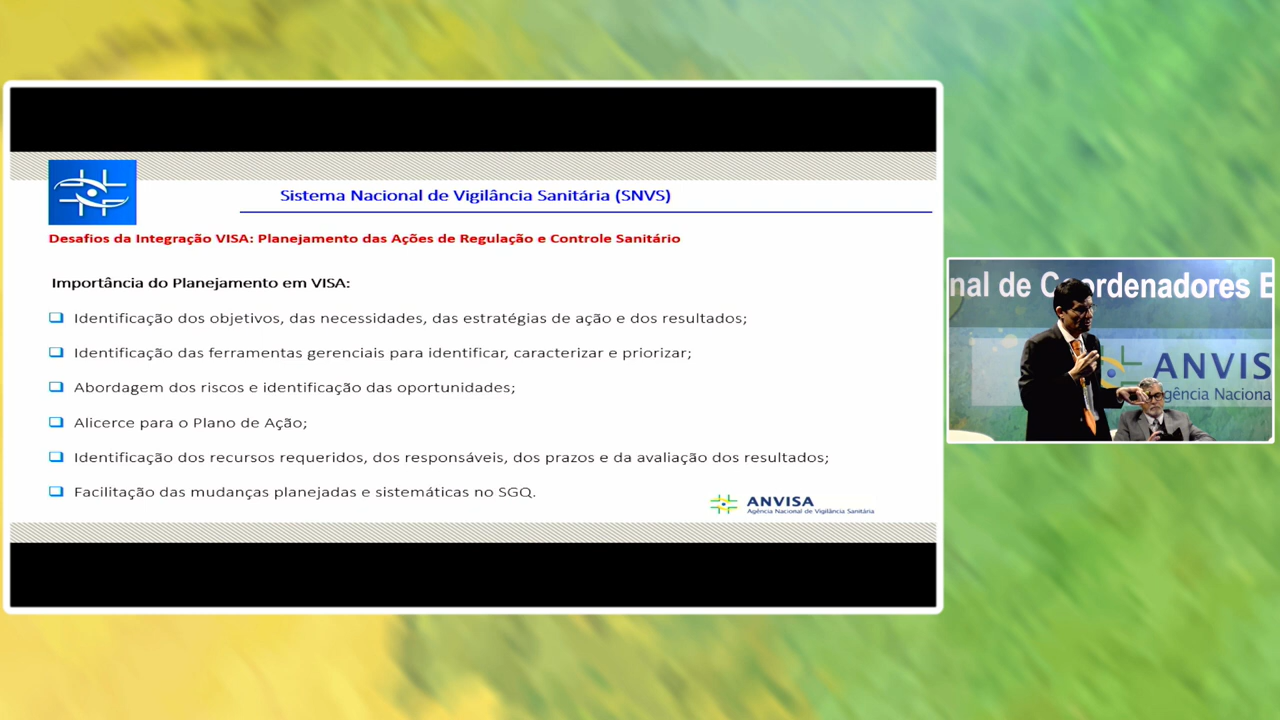 Sistema Nacional de Vigilância Sanitária (SNVS)
Desafios da Integração VISA: Planejamento das Ações de Regulação e Controle Sanitário
Importância do Planejamento em VISA:
Identificação dos objetivos, das necessidades, das estratégias de ação e dos resultados;
Identificação das ferramentas gerenciais para identificar, caracterizar e priorizar;
Abordagem dos riscos e identificação das oportunidades;
Alicerce para o Plano de Ação;
Identificação dos recursos requeridos, dos responsáveis, dos prazos e da avaliação dos resultados;
Facilitação das mudanças planejadas e sistemáticas no SGQ.
ANVISA
Agência Nacional de Vigilância Sanitária
nal de Coordenadores E
ANVIS
gência Naciona